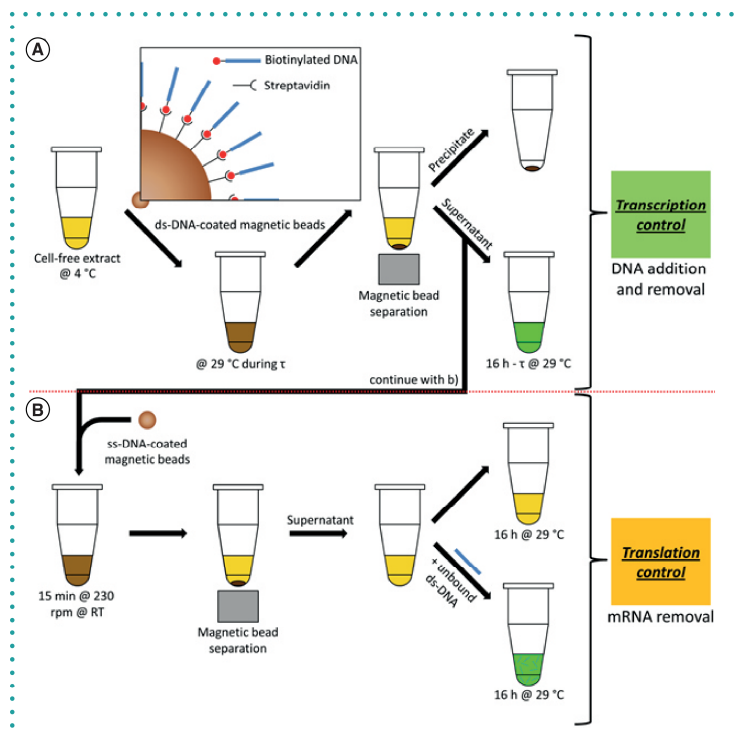 A
Biotinylated DNA
Streptavidin
ds-DNA-coated magnetic beads
Cell-free extract
@ 4 °C
@ 29 °C during τ
Magnetic bead
separation
Precipitate
Supernatant
16 h - τ @ 29 °C
Transcription
control
DNA addition
and removal
continue with b)
B
ss-DNA-coated
magnetic beads
15 min @ 230
rpm @ RT
Magnetic bead
separation
Supernatant
16 h @ 29 °C
+ unbound
ds-DNA
16 h @ 29 °C
Translation
control
mRNA removal